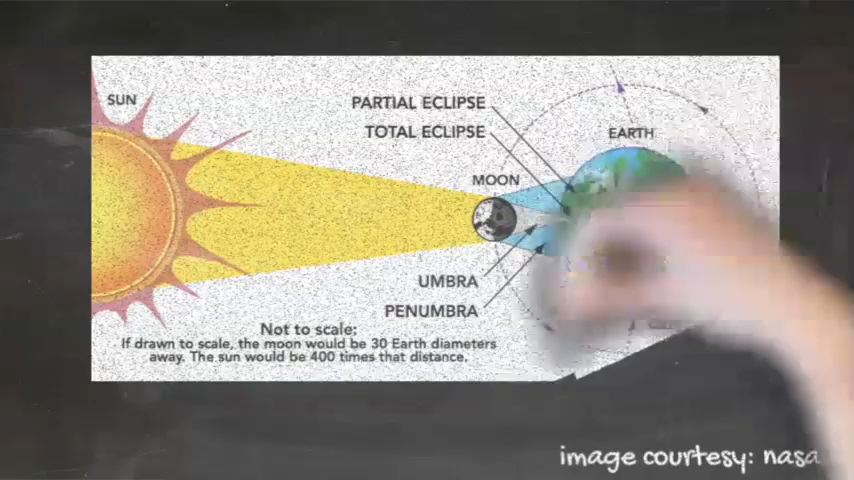 SUN
PARTIAL ECLIPSE
TOTAL ECLIPSE
EARTH
MOON
UMBRA
PENUMBRA
Not to scale:
If drawn to scale, the moon would be 30 Earth diameters
away. The sun would be 400 times that distance.
image courtesy: nasa